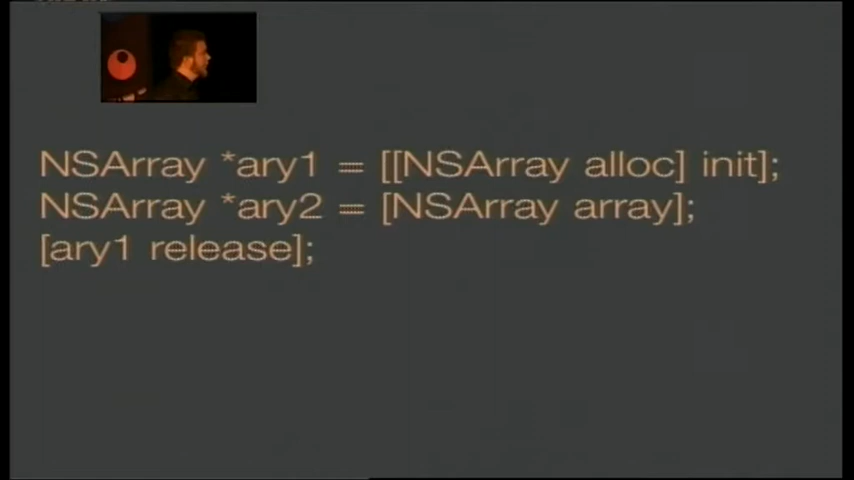 NSArray *ary1 = [[NSArray alloc] init];
NSArray *ary2 = [NSArray array];
[ary1 release];